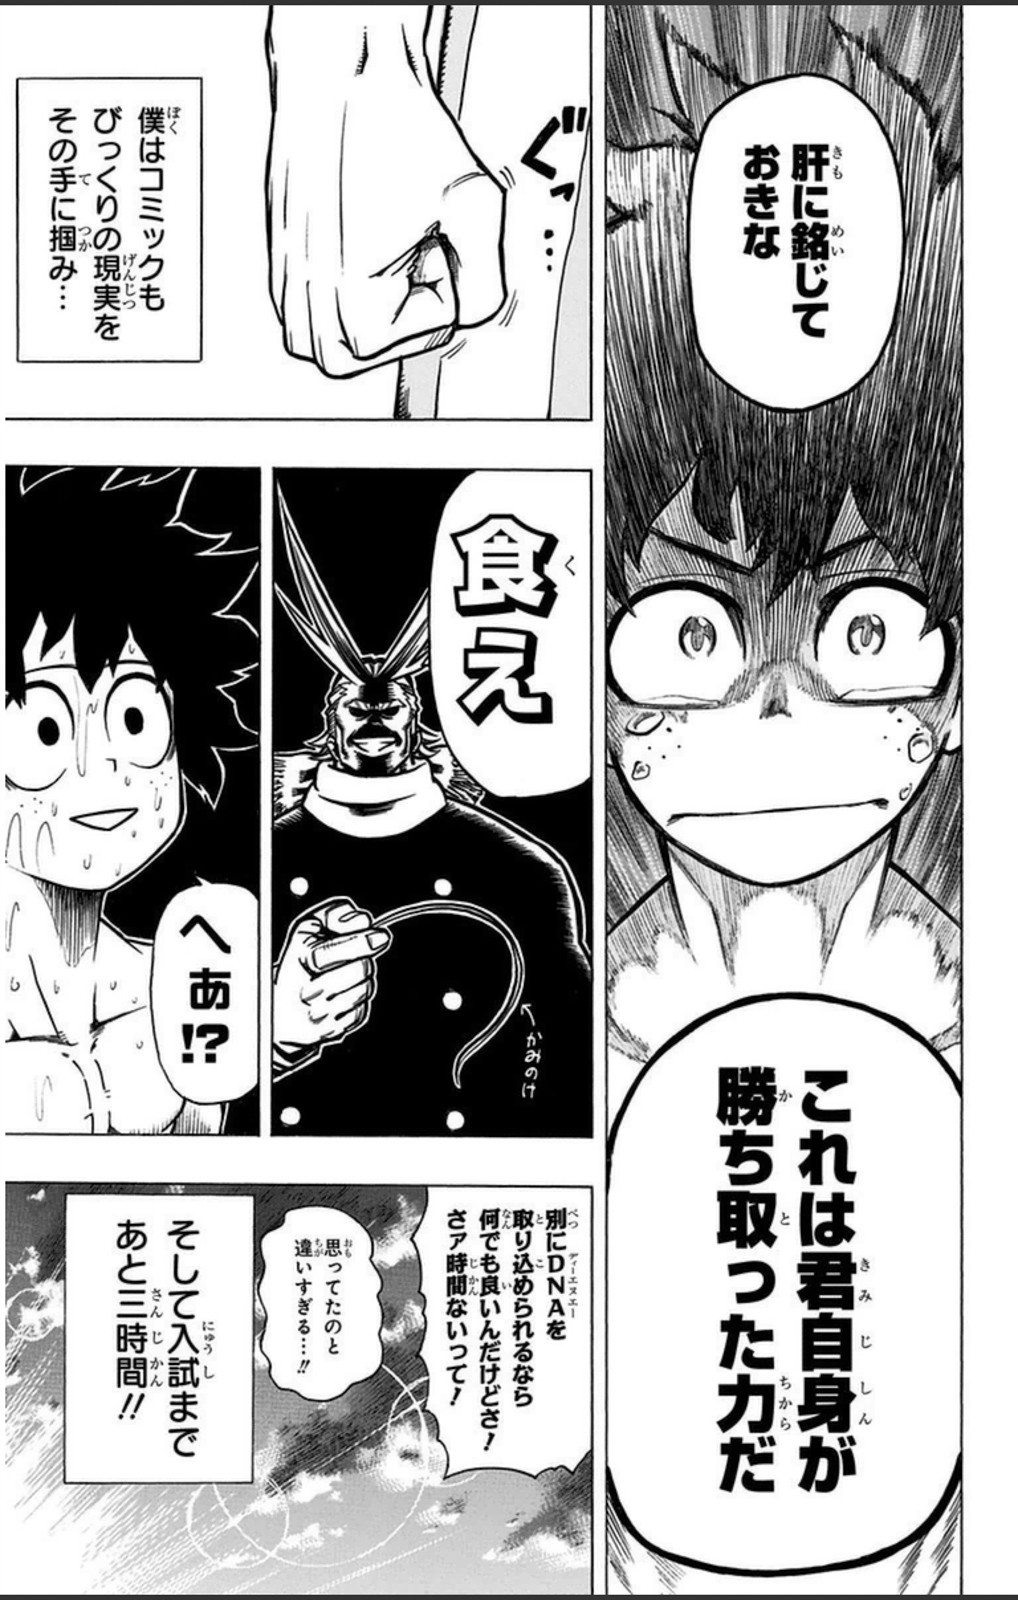 肝に銘じて
おきな
これは君自身が
勝ち取った力だ
グッ…
僕はコミックも
びっくりの現実を
その手に掴み…
食え
かみのけ
へあ!?
別にDNAを
取り込められるなら
何でも良いんだけどさ!
さァ時間ないって!
思ってたのと
違いすぎる…!!
そして入試まで
あと三時間!!